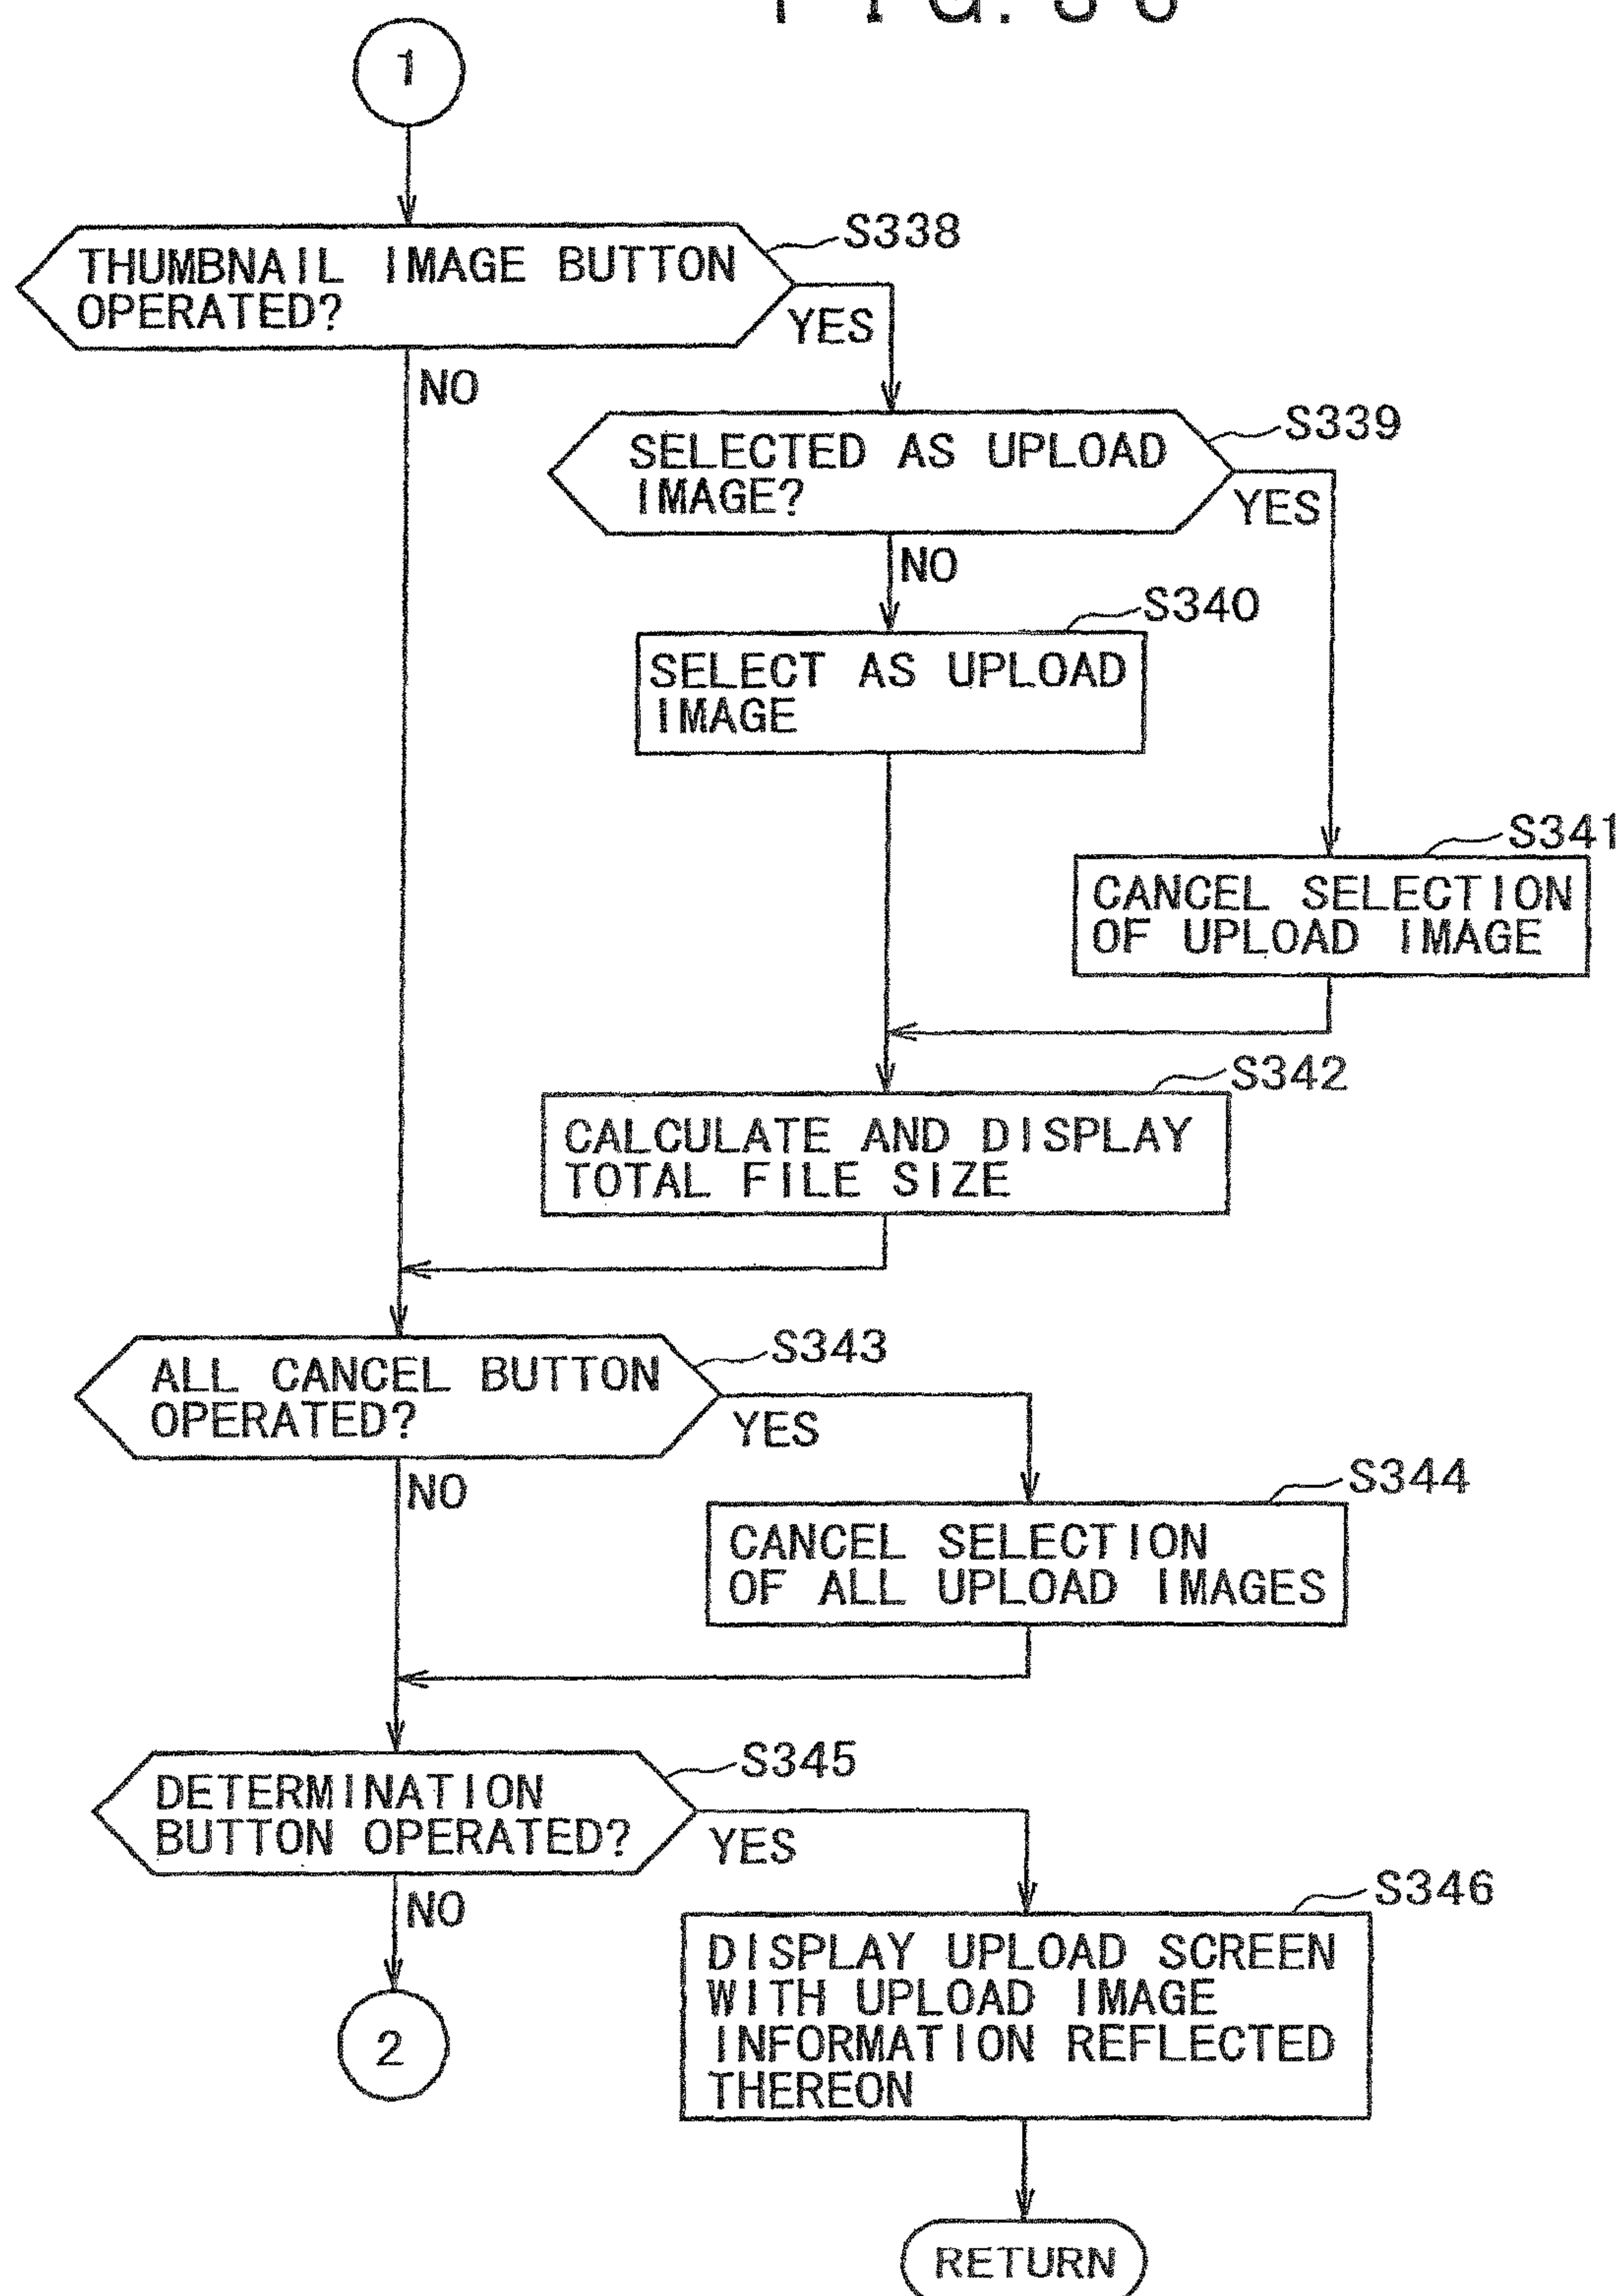 1
THUMBNAIL IMAGE BUTTON
OPERATED?
S338
YES
NO
SELECTED AS UPLOAD
IMAGE?
S339
YES
NO
S340
SELECT AS UPLOAD
IMAGE
S341
CANCEL SELECTION
OF UPLOAD IMAGE
S342
CALCULATE AND DISPLAY
TOTAL FILE SIZE
S343
ALL CANCEL BUTTON
OPERATED?
YES
NO
S344
CANCEL SELECTION
OF ALL UPLOAD IMAGES
S345
DETERMINATION
BUTTON OPERATED?
YES
NO
S346
DISPLAY UPLOAD SCREEN
WITH UPLOAD IMAGE
INFORMATION REFLECTED
THEREON
2
RETURN